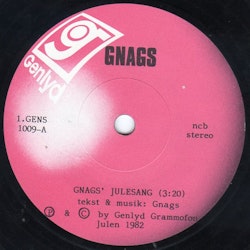 Genlyd
GNAGS
1.GENS
1009-A
ncb
stereo
GNAGS' JULESANG (3:20)
tekst & musik: Gnags
Ⓟ & © by Genlyd Grammofon
Julen 1982